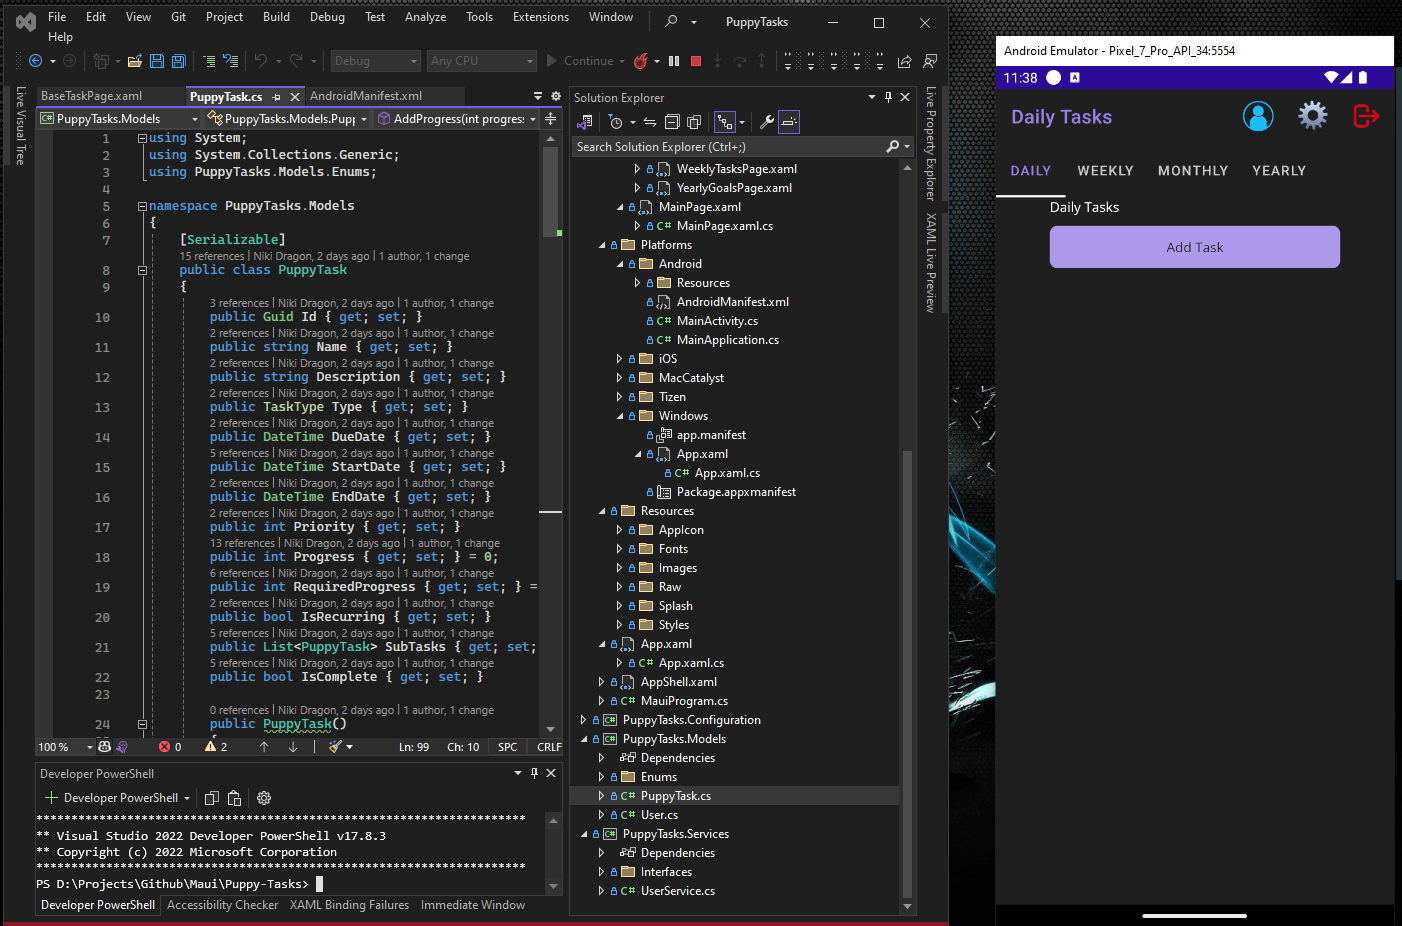 File Edit View Git Project Build Debug Test Analyze Tools Extensions Window PuppyTasks
Help
Debug Any CPU Continue
Live Visual Tree
BaseTaskPage.xaml PuppyTask.cs AndroidManifest.xml
PuppyTasks.Models PuppyTasks.Models.Pupp AddProgress(int progres
1 using System;
2 using System.Collections.Generic;
3 using PuppyTasks.Models.Enums;
4
5 namespace PuppyTasks.Models
6 {
7 [Serializable]
15 references | Niki Dragon, 2 days ago | 1 author, 1 change
8 public class PuppyTask
9 {
3 references | Niki Dragon, 2 days ago | 1 author, 1 change
10 public Guid Id { get; set; }
2 references | Niki Dragon, 2 days ago | 1 author, 1 change
11 public string Name { get; set; }
2 references | Niki Dragon, 2 days ago | 1 author, 1 change
12 public string Description { get; set; }
2 references | Niki Dragon, 2 days ago | 1 author, 1 change
13 public TaskType Type { get; set; }
2 references | Niki Dragon, 2 days ago | 1 author, 1 change
14 public DateTime DueDate { get; set; }
5 references | Niki Dragon, 2 days ago | 1 author, 1 change
15 public DateTime StartDate { get; set; }
2 references | Niki Dragon, 2 days ago | 1 author, 1 change
16 public DateTime EndDate { get; set; }
2 references | Niki Dragon, 2 days ago | 1 author, 1 change
17 public int Priority { get; set; }
13 references | Niki Dragon, 2 days ago | 1 author, 1 change
18 public int Progress { get; set; } = 0;
6 references | Niki Dragon, 2 days ago | 1 author, 1 change
19 public int RequiredProgress { get; set; } =
2 references | Niki Dragon, 2 days ago | 1 author, 1 change
20 public bool IsRecurring { get; set; }
5 references | Niki Dragon, 2 days ago | 1 author, 1 change
21 public List<PuppyTask> SubTasks { get; set;
5 references | Niki Dragon, 2 days ago | 1 author, 1 change
22 public bool IsComplete { get; set; }
23
0 references | Niki Dragon, 2 days ago | 1 author, 1 change
24 public PuppyTask()
100 % 0 2 Ln: 99 Ch: 10 SPC CRLF
Developer PowerShell
Developer PowerShell
**********************************************************************
** Visual Studio 2022 Developer PowerShell v17.8.3
** Copyright (c) 2022 Microsoft Corporation
**********************************************************************
PS D:\Projects\Github\Maui\Puppy-Tasks>
Developer PowerShell Accessibility Checker XAML Binding Failures Immediate Window
Solution Explorer
Search Solution Explorer (Ctrl+;)
WeeklyTasksPage.xaml
YearlyGoalsPage.xaml
MainPage.xaml
C# MainPage.xaml.cs
Platforms
Android
Resources
AndroidManifest.xml
C# MainActivity.cs
C# MainApplication.cs
iOS
MacCatalyst
Tizen
Windows
app.manifest
App.xaml
C# App.xaml.cs
Package.appxmanifest
Resources
AppIcon
Fonts
Images
Raw
Splash
Styles
App.xaml
C# App.xaml.cs
AppShell.xaml
C# MauiProgram.cs
PuppyTasks.Configuration
PuppyTasks.Models
Dependencies
Enums
C# PuppyTask.cs
C# User.cs
PuppyTasks.Services
Dependencies
Interfaces
C# UserService.cs
Live Property Explorer
XAML Live Preview
Android Emulator - Pixel_7_Pro_API_34:5554
11:38 A
Daily Tasks
DAILY WEEKLY MONTHLY YEARLY
Daily Tasks
Add Task